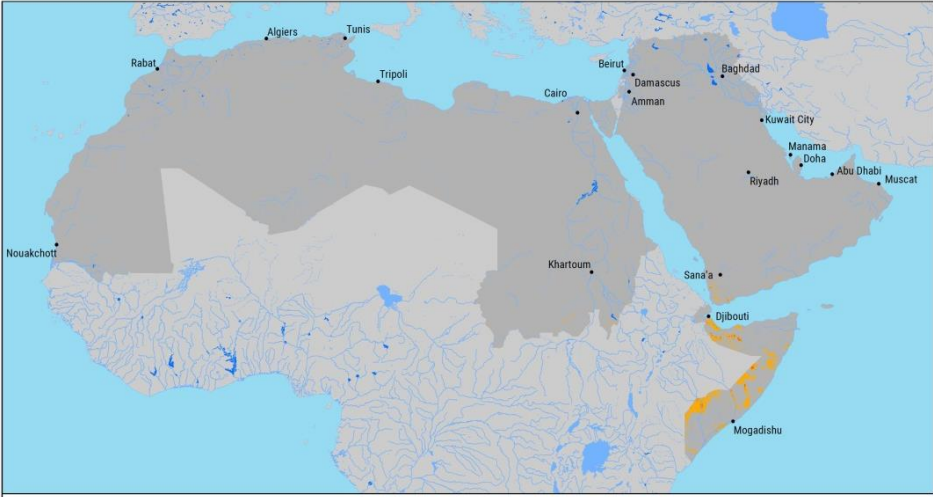 Algiers
Tunis
Rabat
Beirut
Baghdad
Tripoli
Damascus
Cairo
Amman
Kuwait City
Manama
Doha
Riyadh
Abu Dhabi
Muscat
Nouakchott
Khartoum
Sana'a
Djibouti
Mogadishu